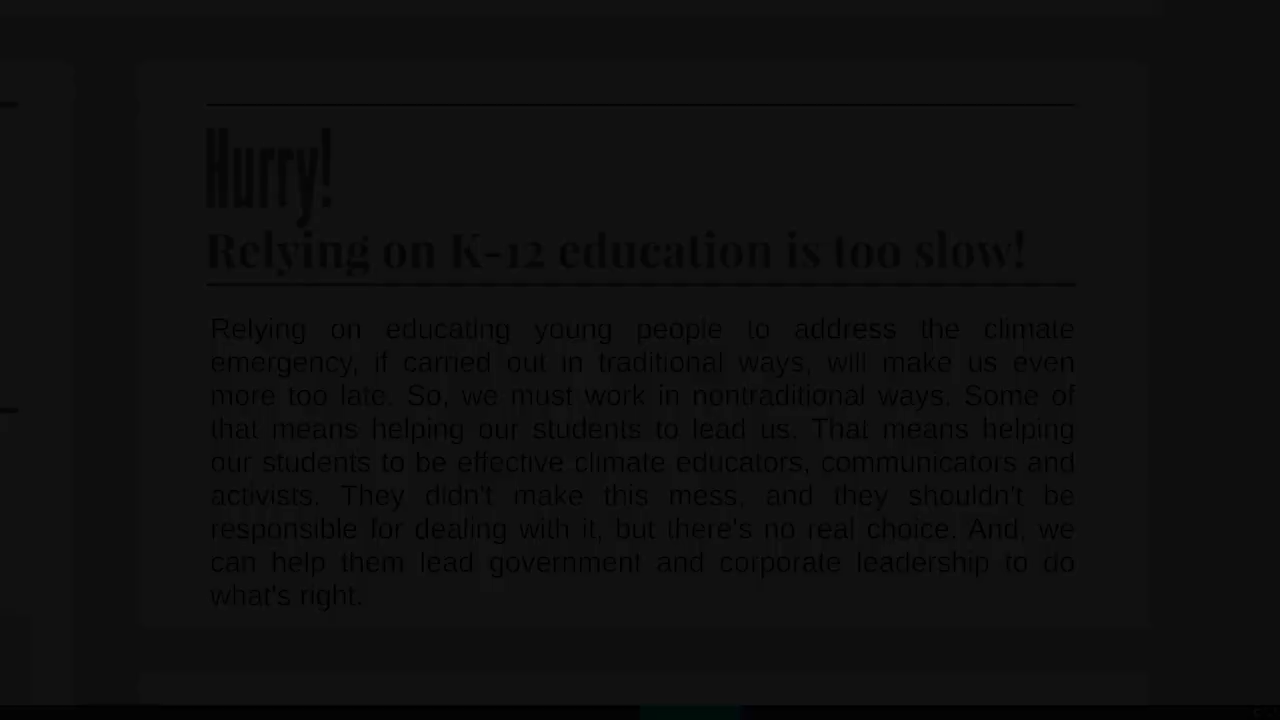 Hurry!
Relying on K-12 education is too slow!
Relying on educating young people to address the climate
emergency, if carried out in traditional ways, will make us even
more too late. So, we must work in nontraditional ways. Some of
that means helping our students to lead us. That means helping
our students to be effective climate educators, communicators and
activists. They didn't make this mess, and they shouldn't be
responsible for dealing with it, but there's no real choice. And, we
can help them lead government and corporate leadership to do
what's right.